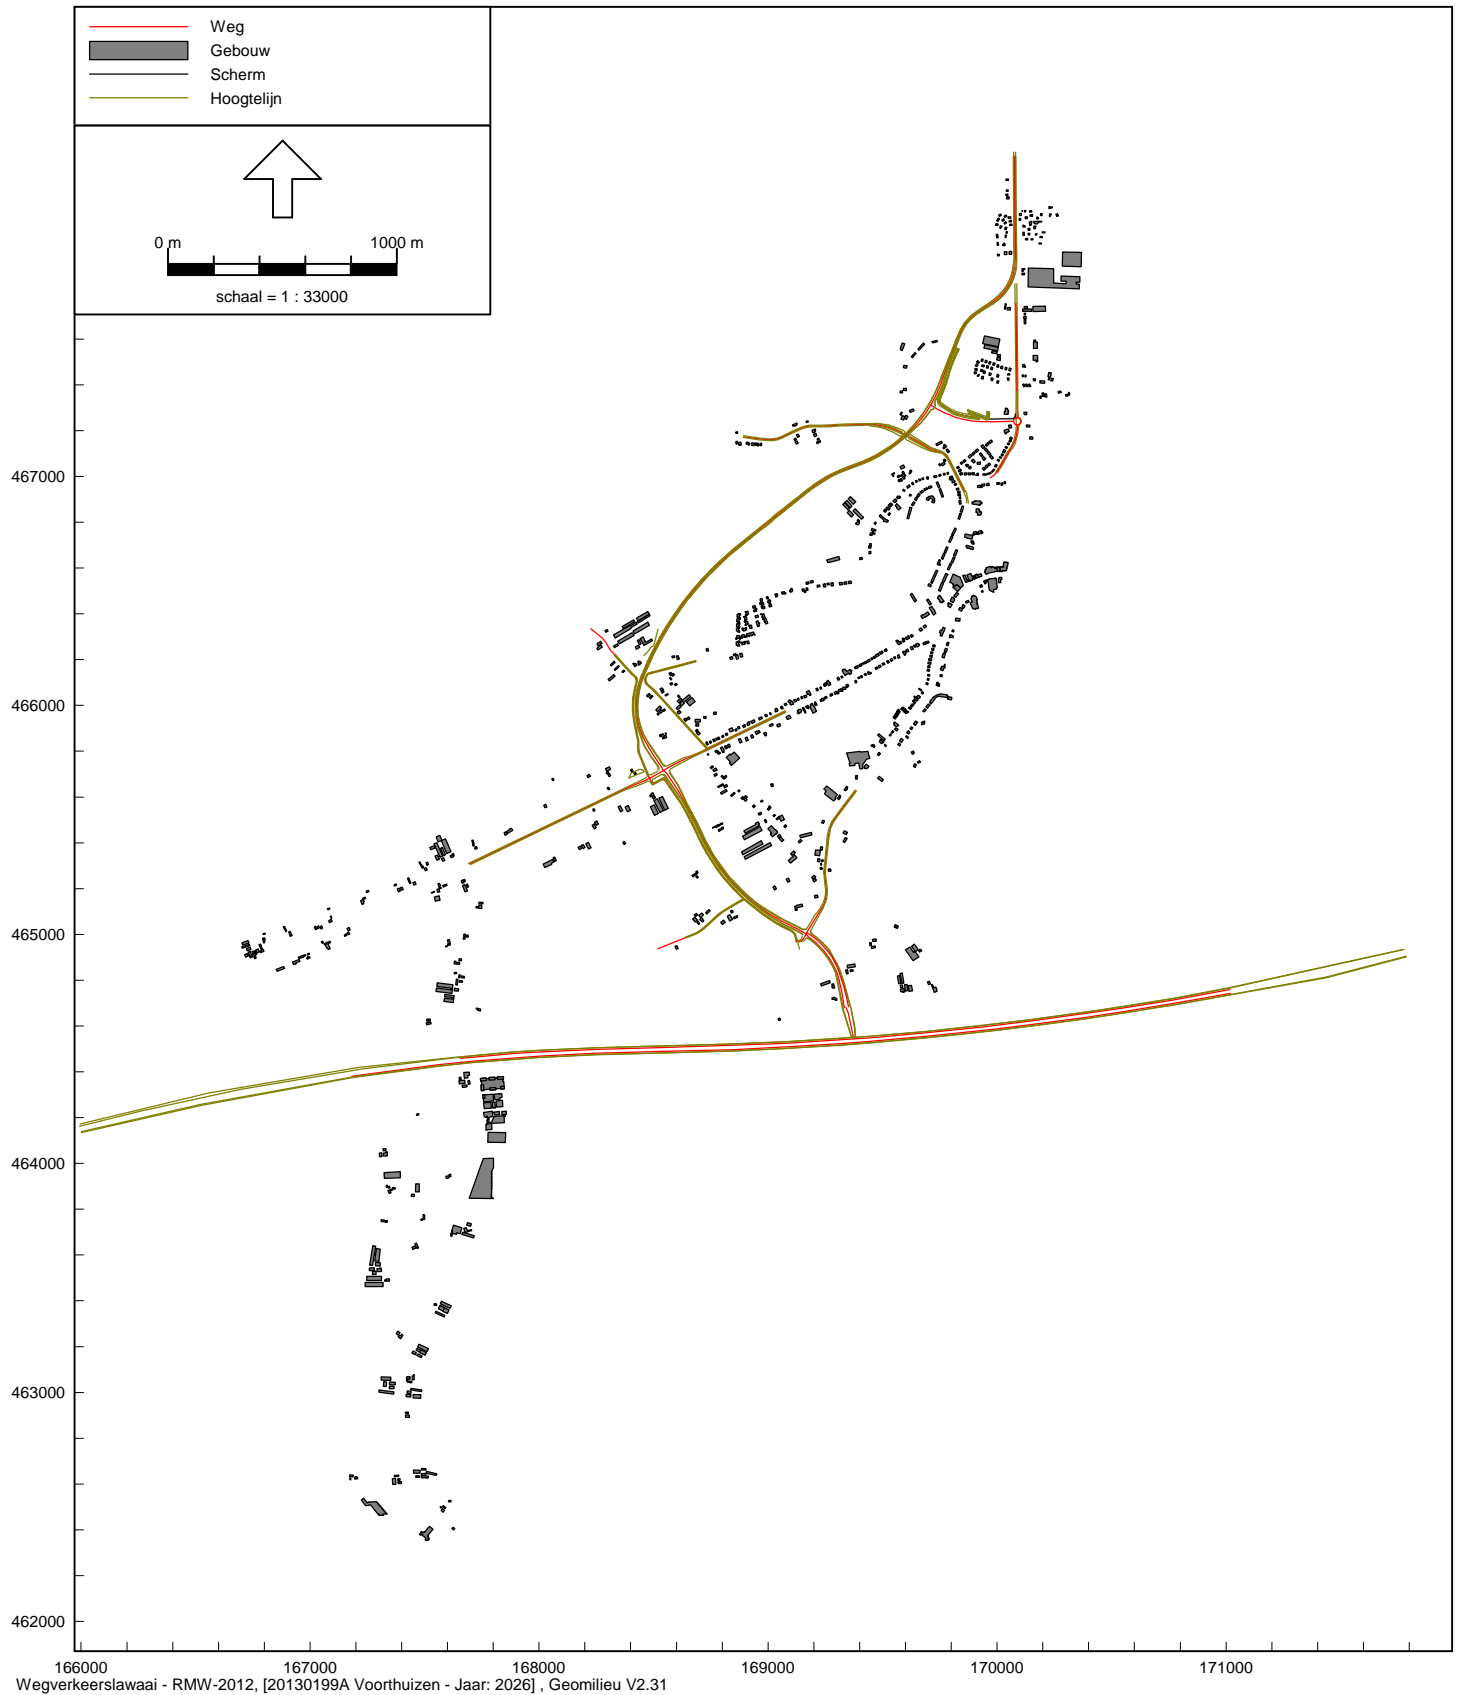 Weg
Gebouw
Scherm
Hoogtelijn
0 m 1000 m
schaal = 1 : 33000
467000
466000
465000
464000
463000
462000
166000 167000 168000 169000 170000 171000
Wegverkeerslawaai - RMW-2012, [20130199A Voorthuizen - Jaar: 2026] , Geomilieu V2.31